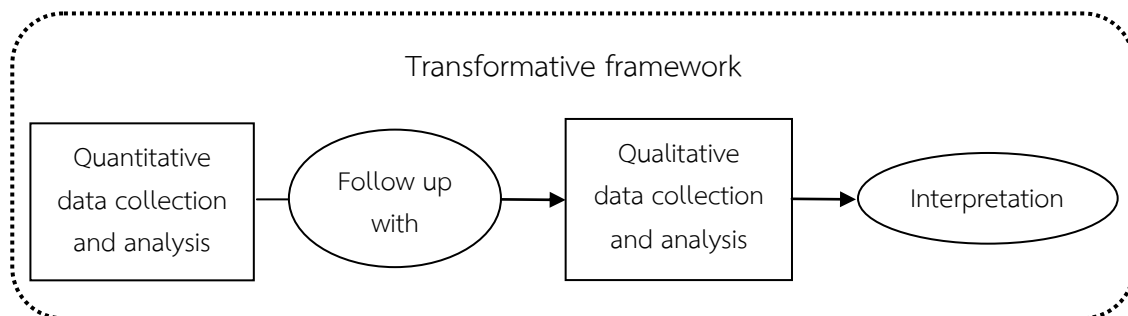 Transformative framework
Quantitative
data collection
and analysis
Follow up
with
Qualitative
data collection
and analysis
Interpretation